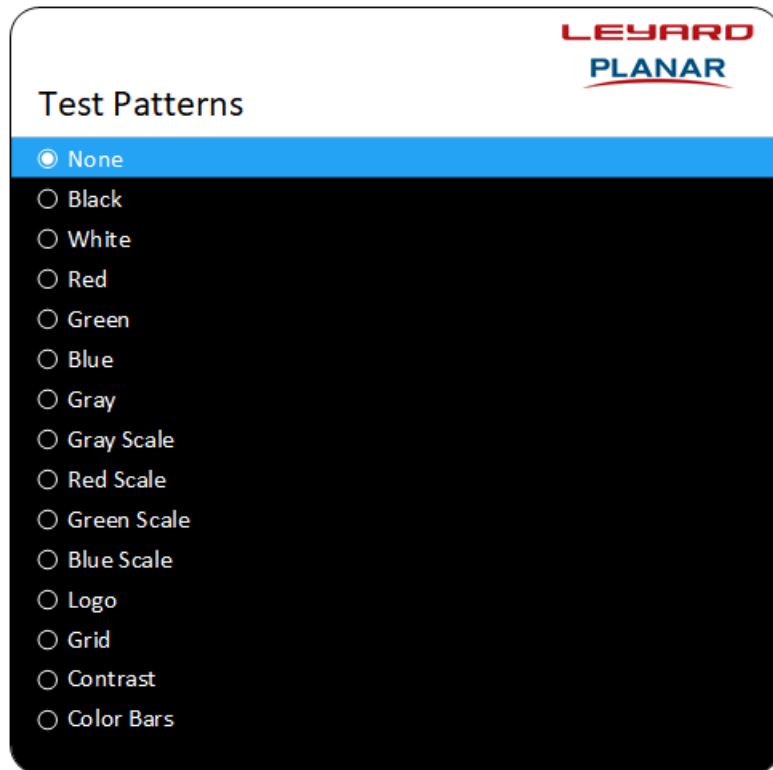 LEYARD
PLANAR
Test Patterns
None
Black
White
Red
Green
Blue
Gray
Gray Scale
Red Scale
Green Scale
Blue Scale
Logo
Grid
Contrast
Color Bars